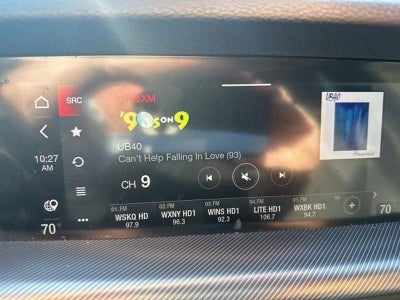 SRC
SXM
'90s ON 9
UB40
Can't Help Falling In Love (93)
CH 9
10:27
AM
70°
01.FM
WSKQ HD
97.9
02.FM
WXNY HD1
96.3
03.FM
WINS HD1
92.3
04.FM
LITE HD1
106.7
05.FM
WXBK HD1
94.7
70
UB40